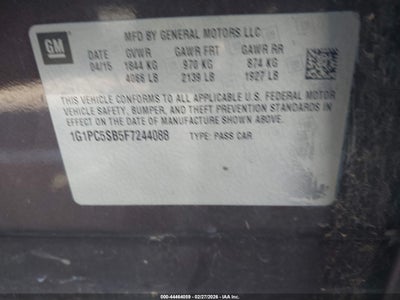 GM
MFD BY GENERAL MOTORS LLC
04/15 GVWR GAWR FRT GAWR RR
1844 KG 970 KG 874 KG
4066 LB 2139 LB 1927 LB
THIS VEHICLE CONFORMS TO ALL APPLICABLE U.S. FEDERAL MOTOR
VEHICLE SAFETY, BUMPER, AND THEFT PREVENTION STANDARDS IN
EFFECT ON THE DATE OF MANUFACTURE SHOWN ABOVE.
1G1PC5SB5F7244088 TYPE: PASS CAR
000-44464059 - 02/27/2026 - IAAI.COM